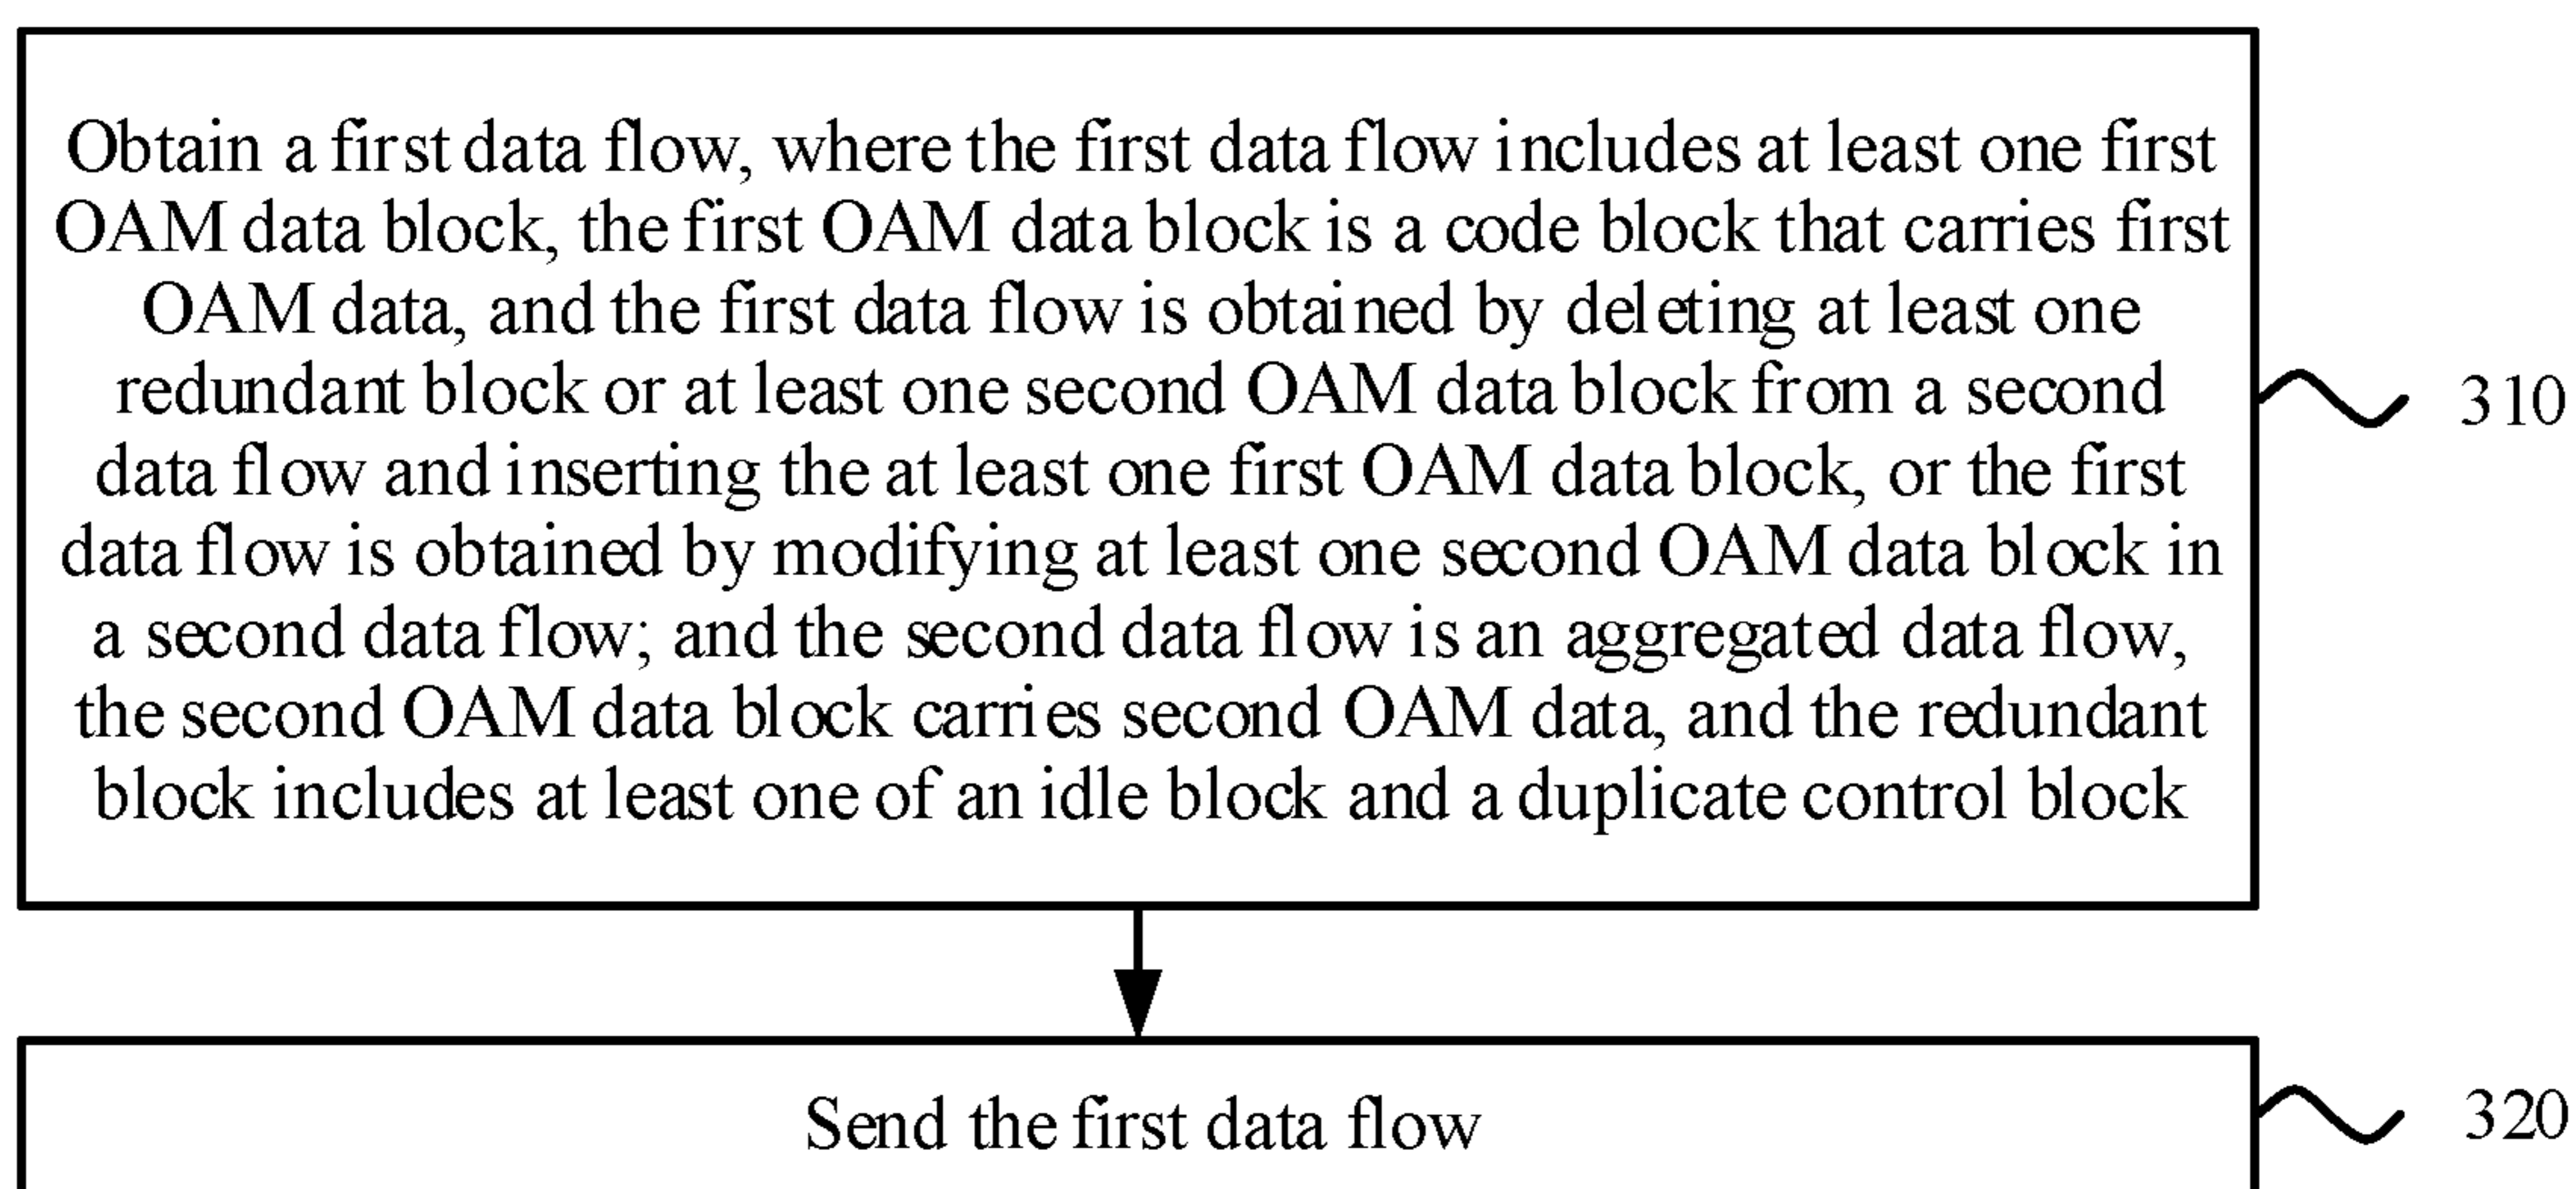 Obtain a first data flow, where the first data flow includes at least one first
OAM data block, the first OAM data block is a code block that carries first
OAM data, and the first data flow is obtained by deleting at least one
redundant block or at least one second OAM data block from a second
data flow and inserting the at least one first OAM data block, or the first
data flow is obtained by modifying at least one second OAM data block in
a second data flow; and the second data flow is an aggregated data flow,
the second OAM data block carries second OAM data, and the redundant
block includes at least one of an idle block and a duplicate control block
310
Send the first data flow
320